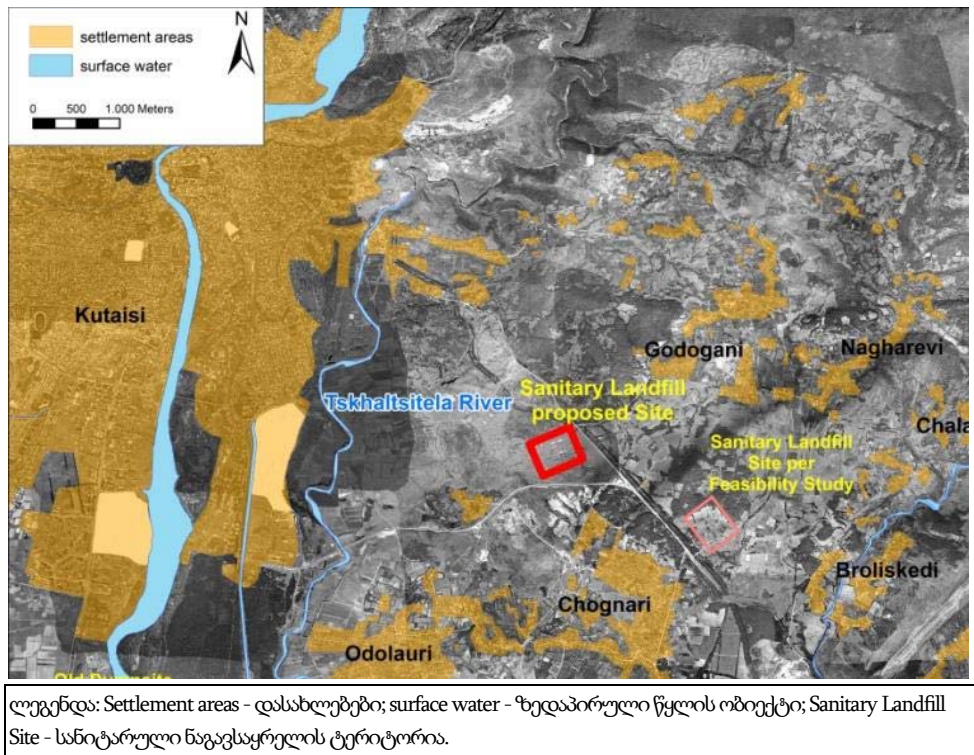 settlement areas
surface water
N
0 500 1.000 Meters
Kutaisi
Godogani
Nagharevi
Sanitary Landfill
proposed Site
Tskhaltsitela River
Chala
Sanitary Landfill
Site per
Feasibility Study
Broliskedi
Chognari
Odolauri
ლეგენდა: Settlement areas - დასახლებები; surface water - ზედაპირული წყლის ობიექტი; Sanitary Landfill
Site - სანიტარული ნაგავსაყრელის ტერიტორია.